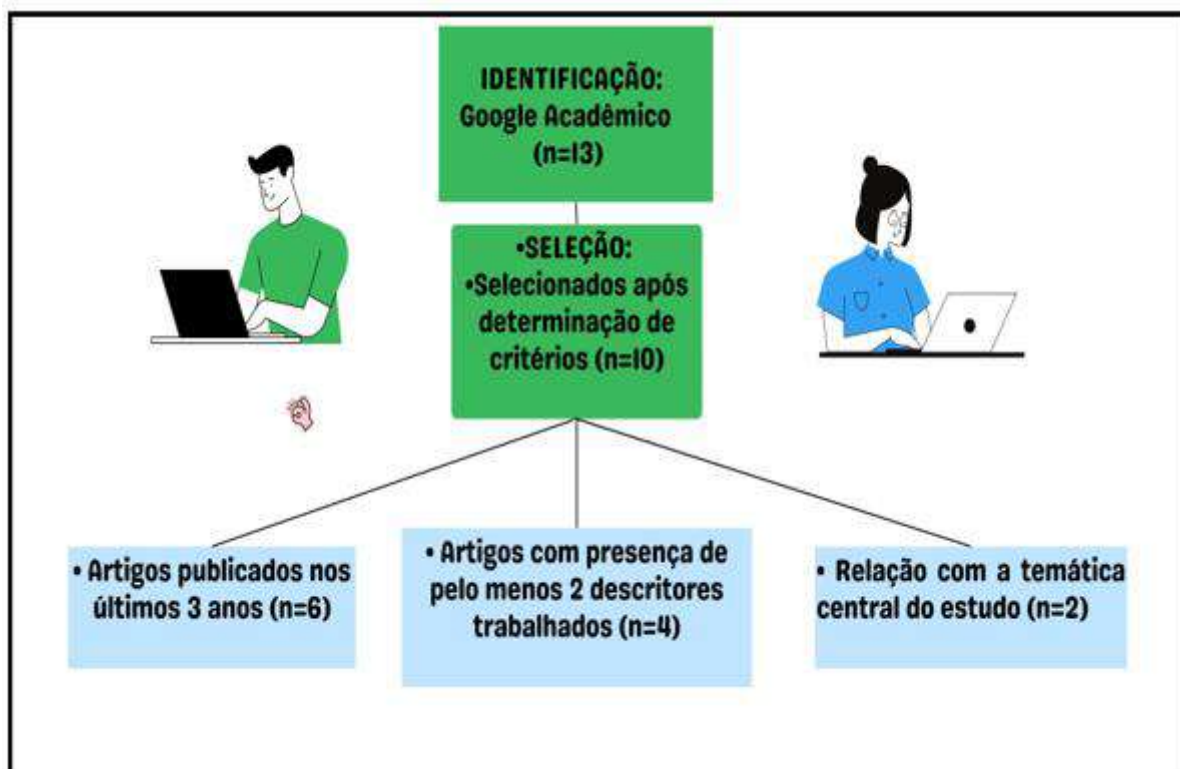 IDENTIFICAÇÃO:
Google Acadêmico
(n=13)
•SELEÇÃO:
•Selecionados após
determinação de
critérios (n=10)
• Artigos publicados nos
últimos 3 anos (n=6)
• Artigos com presença de
pelo menos 2 descritores
trabalhados (n=4)
• Relação com a temática
central do estudo (n=2)